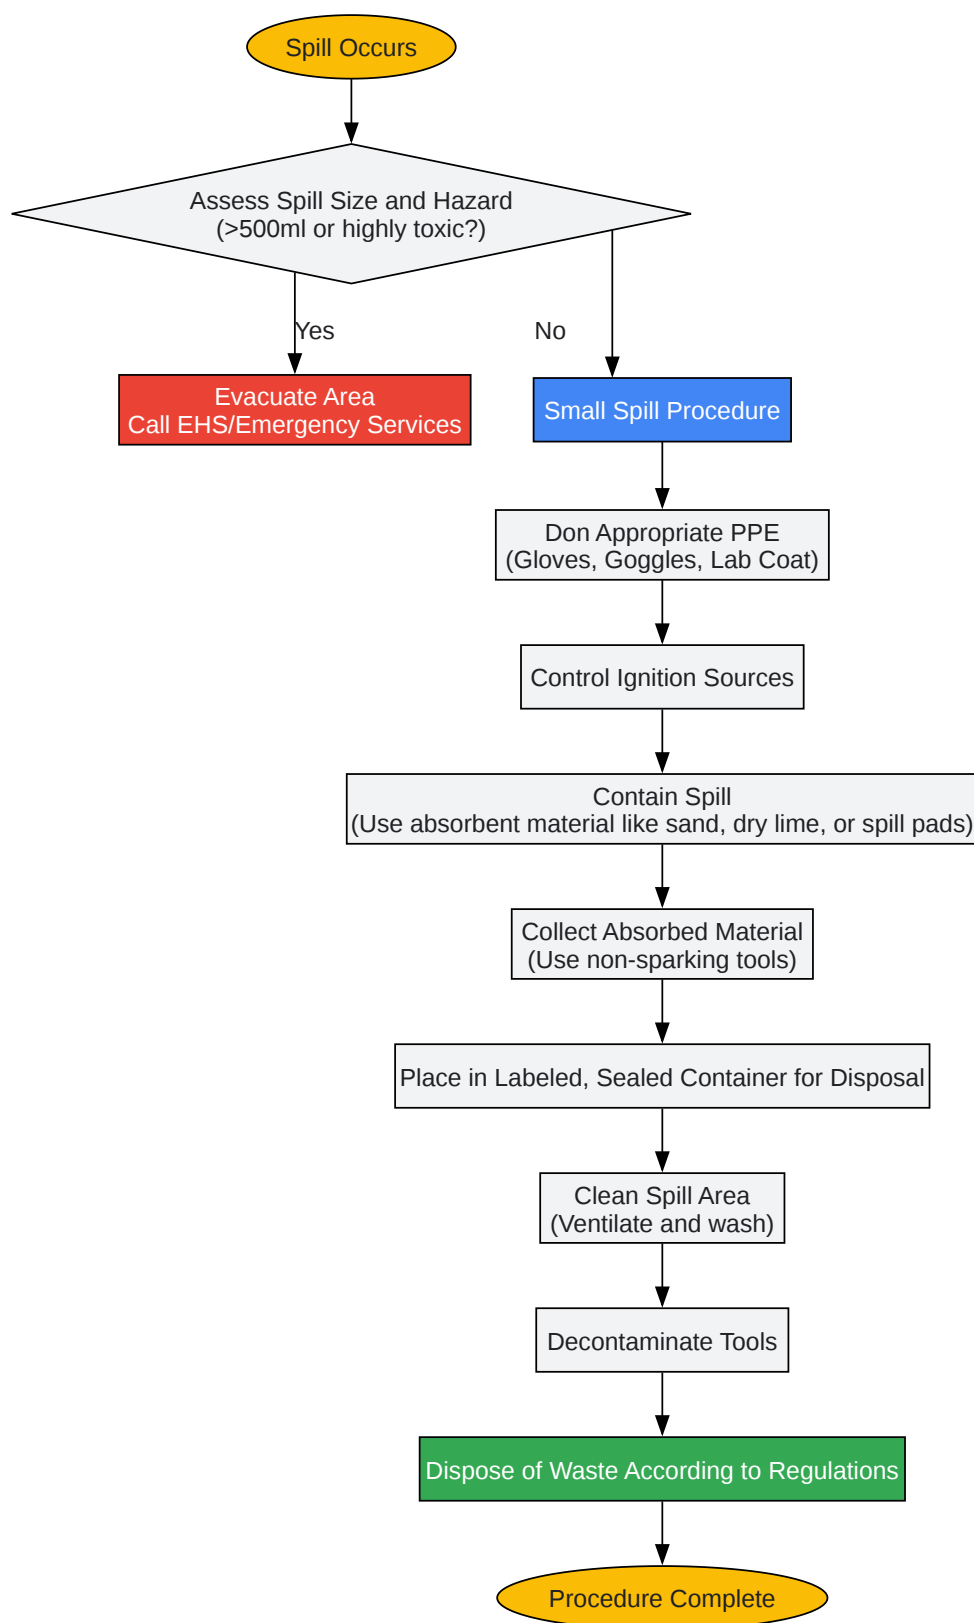 Spill Occurs
Assess Spill Size and Hazard
(>500ml or highly toxic?)
Yes
No
Evacuate Area
Call EHS/Emergency Services
Small Spill Procedure
Don Appropriate PPE
(Gloves, Goggles, Lab Coat)
Control Ignition Sources
Contain Spill
(Use absorbent material like sand, dry lime, or spill pads)
Collect Absorbed Material
(Use non-sparking tools)
Place in Labeled, Sealed Container for Disposal
Clean Spill Area
(Ventilate and wash)
Decontaminate Tools
Dispose of Waste According to Regulations
Procedure Complete